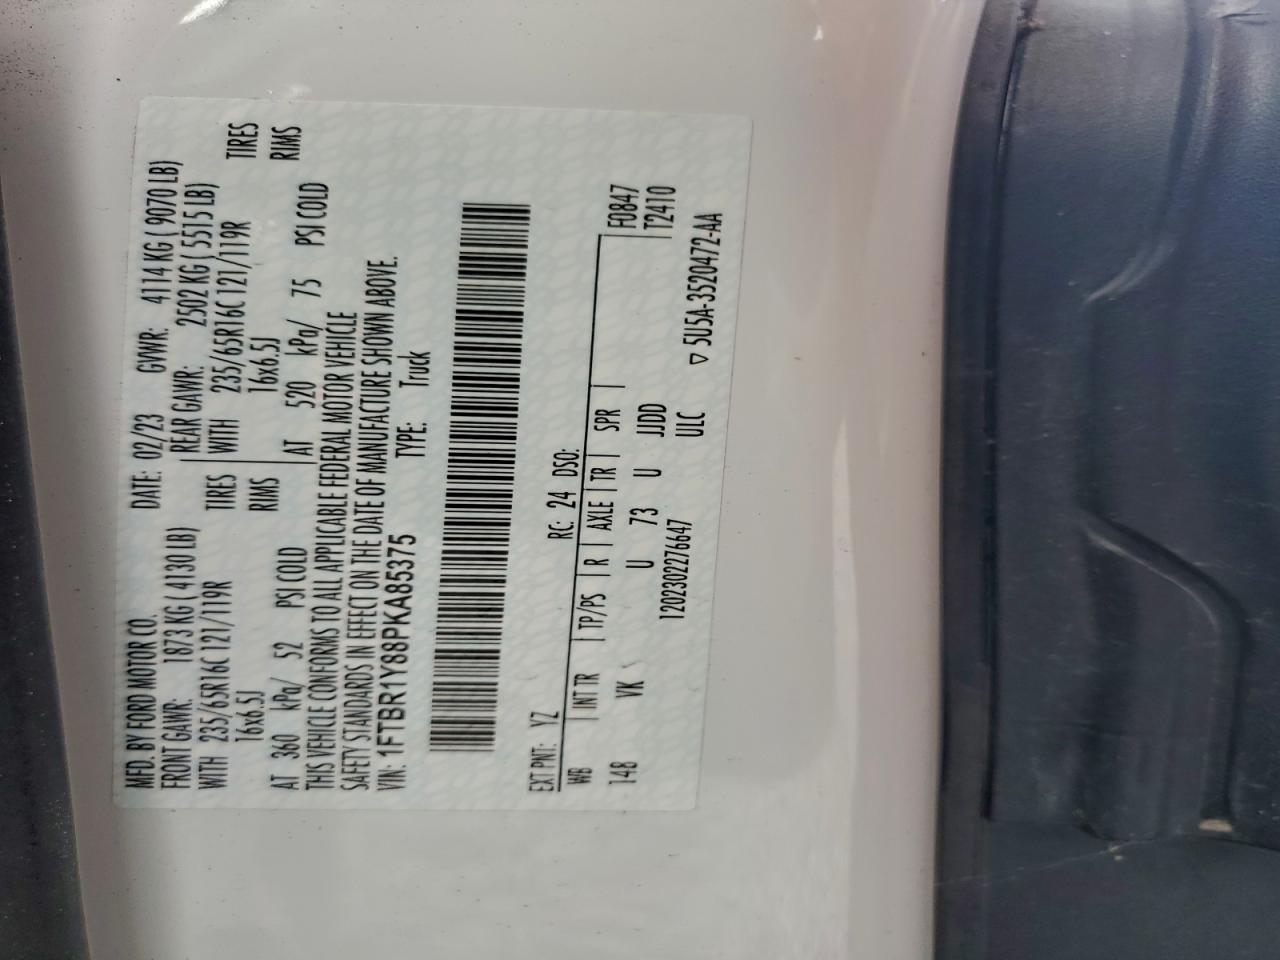 MFD. BY FORD MOTOR CO. DATE: 02/23 GVWR: 4114 KG ( 9070 LB)
FRONT GAWR: 1873 KG ( 4130 LB) REAR GAWR: 2502 KG ( 5515 LB)
WITH 235/65R16C 121/119R TIRES WITH 235/65R16C 121/119R TIRES
16x6.5J RIMS 16x6.5J RIMS
AT 360 kPa/ 52 PSI COLD AT 520 kPa/ 75 PSI COLD
THIS VEHICLE CONFORMS TO ALL APPLICABLE FEDERAL MOTOR VEHICLE
SAFETY STANDARDS IN EFFECT ON THE DATE OF MANUFACTURE SHOWN ABOVE.
VIN: 1FTBR1Y88PKA85375 TYPE: Truck
EXT PNT: YZ RC: 24 DSO:
WB INT TR TP/PS R AXLE TR SPR F0847
148 VK U 73 U JJDD T2410
1202302276647 ULC
▽ 5U5A-3520472-AA